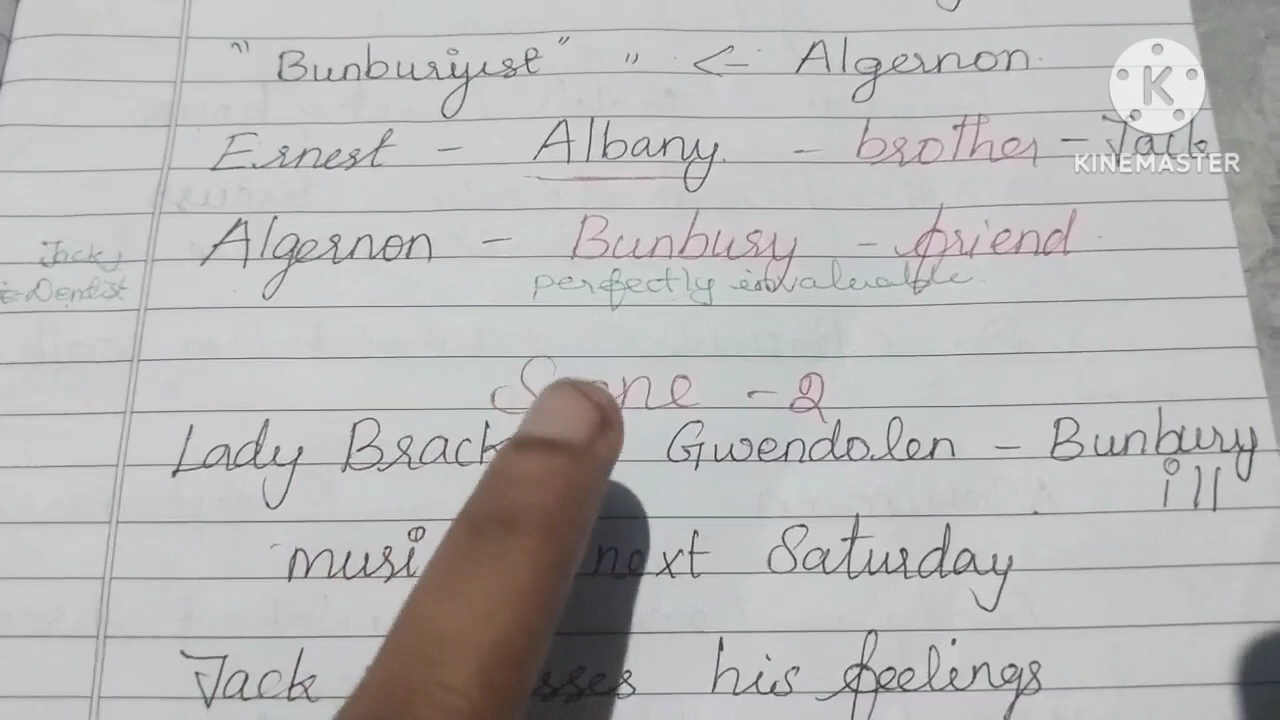 "Bunburyist" " <- Algernon.
Ernest - Albany. - brother - Jack
KINEMASTER
Algernon - Bunbury - friend.
Jack
Dentist
perfectly invaluable.
Scene - 2
Lady Brack Gwendolen - Bunbury
ill
musi next Saturday
Jack sses his feelings